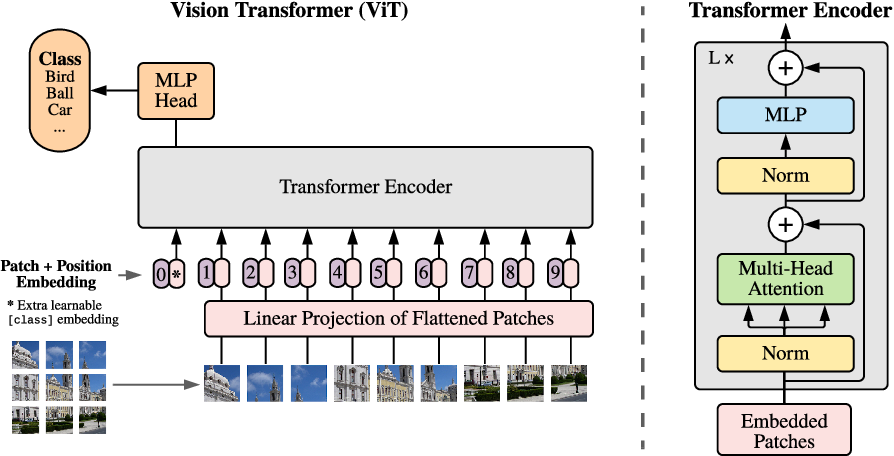 Vision Transformer (ViT)
Class
Bird
Ball
Car
...
MLP
Head
Transformer Encoder
Patch + Position
Embedding
* Extra learnable
[class] embedding
0 * 1 2 3 4 5 6 7 8 9
Linear Projection of Flattened Patches
Transformer Encoder
L x
+
MLP
Norm
+
Multi-Head
Attention
Norm
Embedded
Patches